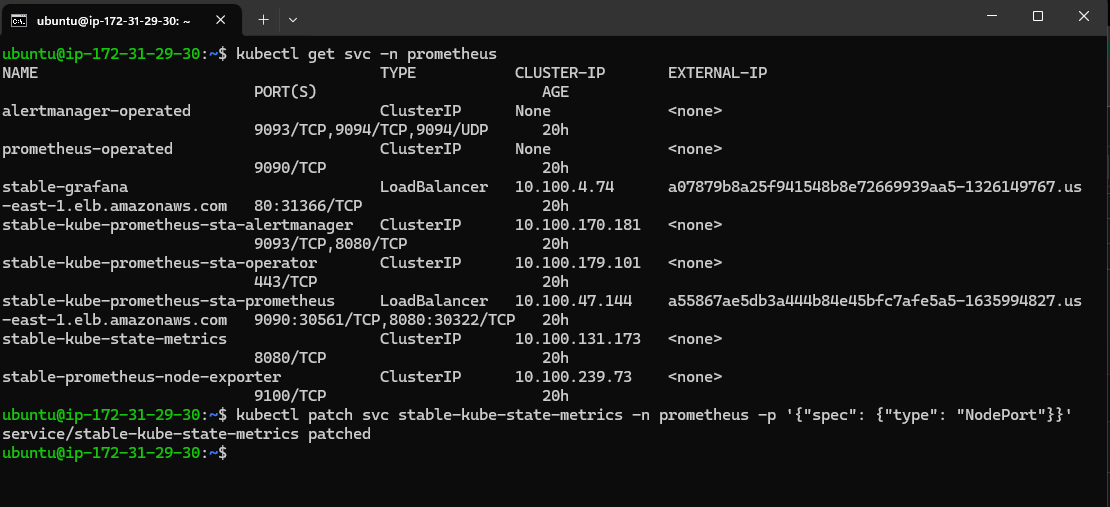 ubuntu@ip-172-31-29-30: ~
ubuntu@ip-172-31-29-30:~$ kubectl get svc -n prometheus
NAME                                      TYPE           CLUSTER-IP       EXTERNAL-IP
                            PORT(S)                         AGE
alertmanager-operated                     ClusterIP      None             <none>
                            9093/TCP,9094/TCP,9094/UDP      20h
prometheus-operated                       ClusterIP      None             <none>
                            9090/TCP                        20h
stable-grafana                            LoadBalancer   10.100.4.74      a07879b8a25f941548b8e72669939aa5-1326149767.us
-east-1.elb.amazonaws.com   80:31366/TCP                    20h
stable-kube-prometheus-sta-alertmanager   ClusterIP      10.100.170.181   <none>
                            9093/TCP,8080/TCP               20h
stable-kube-prometheus-sta-operator       ClusterIP      10.100.179.101   <none>
                            443/TCP                         20h
stable-kube-prometheus-sta-prometheus     LoadBalancer   10.100.47.144    a55867ae5db3a444b84e45bfc7afe5a5-1635994827.us
-east-1.elb.amazonaws.com   9090:30561/TCP,8080:30322/TCP   20h
stable-kube-state-metrics                 ClusterIP      10.100.131.173   <none>
                            8080/TCP                        20h
stable-prometheus-node-exporter           ClusterIP      10.100.239.73    <none>
                            9100/TCP                        20h
ubuntu@ip-172-31-29-30:~$ kubectl patch svc stable-kube-state-metrics -n prometheus -p '{"spec": {"type": "NodePort"}}'
service/stable-kube-state-metrics patched
ubuntu@ip-172-31-29-30:~$